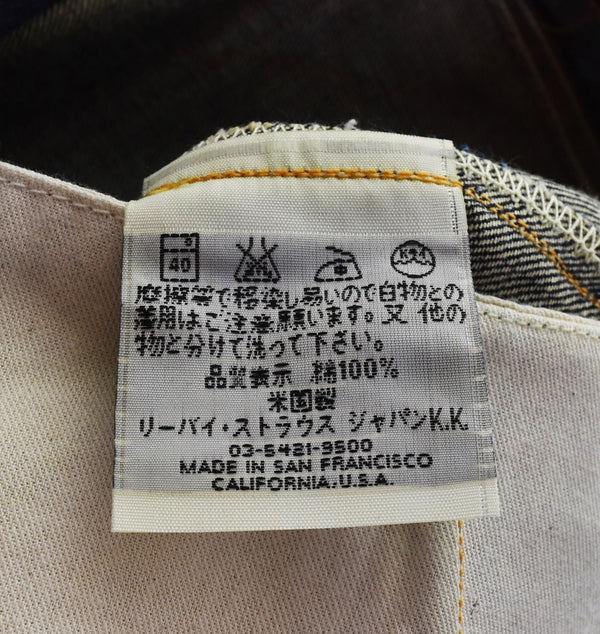 40
摩擦等で移染し易いので白物との
着用はご注意願います。又 他の
物と分けて洗って下さい。
品質表示 綿100%
米国製
リーバイ・ストラウス ジャパンK.K.
03-5421-9500
MADE IN SAN FRANCISCO
CALIFORNIA.U.S.A.